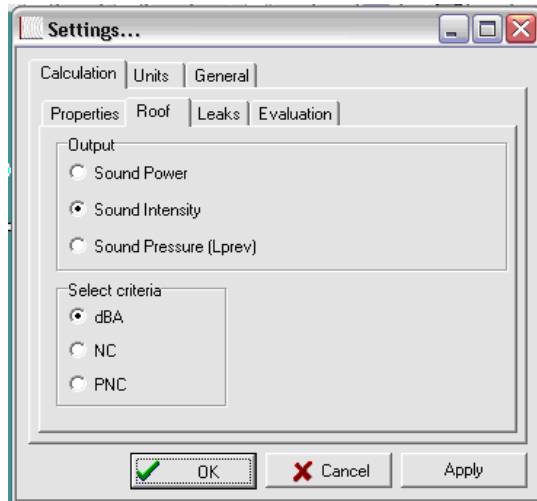 Settings...
Calculation Units General
Properties Roof Leaks Evaluation
Output
Sound Power
Sound Intensity
Sound Pressure (Lprev)
Select criteria
dBA
NC
PNC
OK Cancel Apply